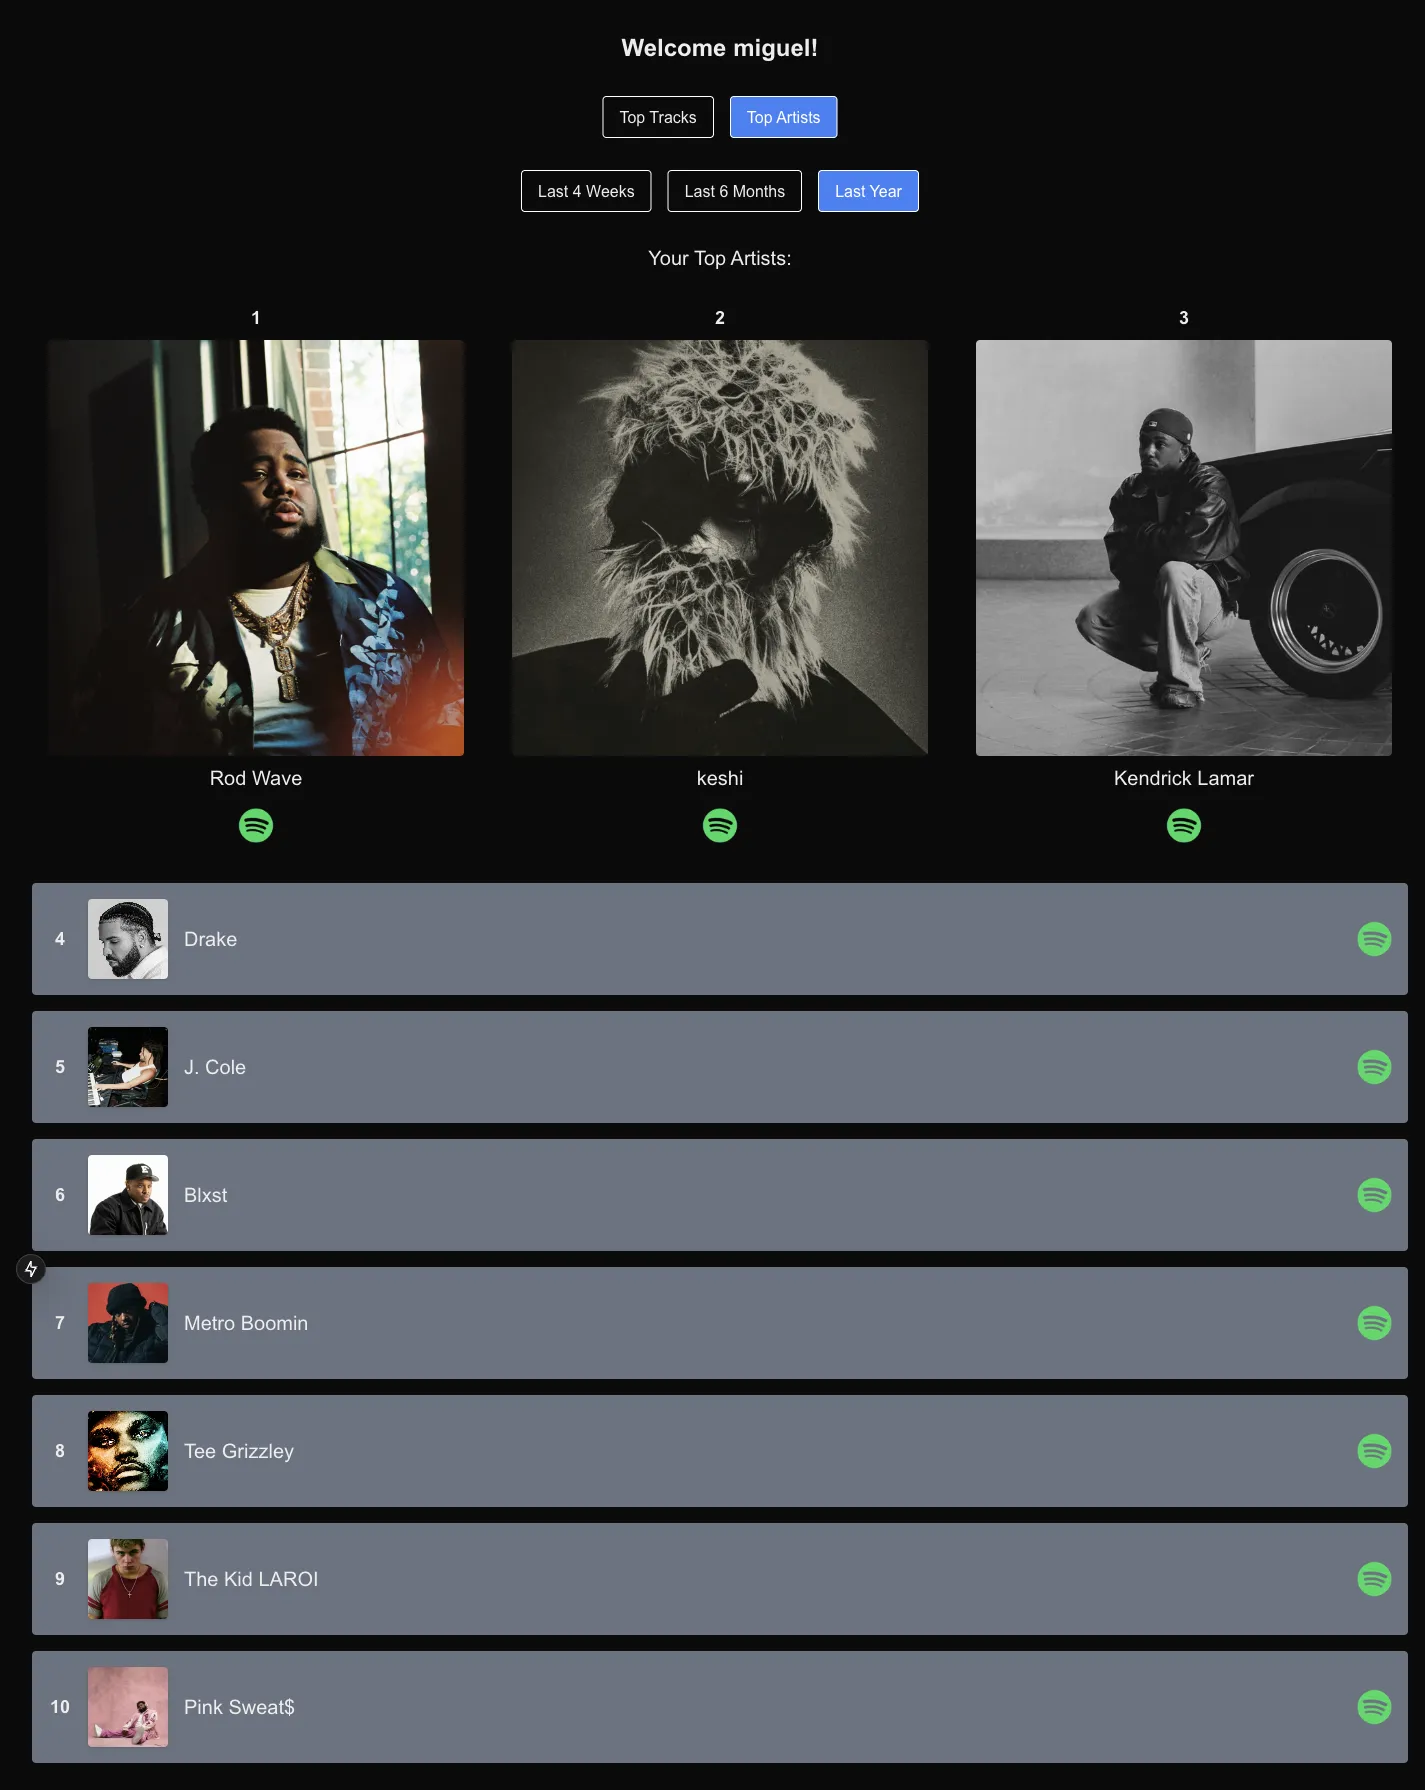 Welcome miguel!
Top Tracks
Top Artists
Last 4 Weeks
Last 6 Months
Last Year
Your Top Artists:
1
2
3
Rod Wave
keshi
Kendrick Lamar
4
Drake
5
J. Cole
6
Blxst
7
Metro Boomin
8
Tee Grizzley
9
The Kid LAROI
10
Pink Sweat$